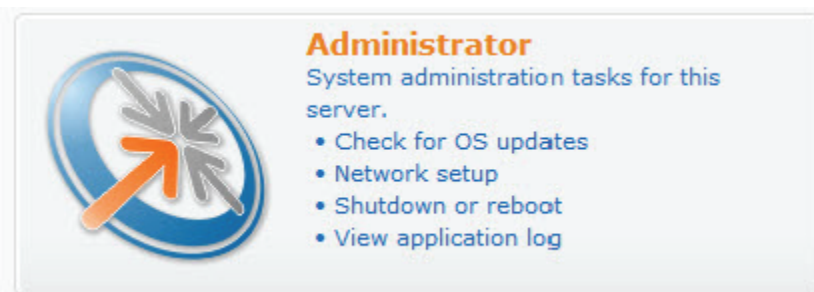 Administrator
System administration tasks for this
server.
• Check for OS updates
• Network setup
• Shutdown or reboot
• View application log